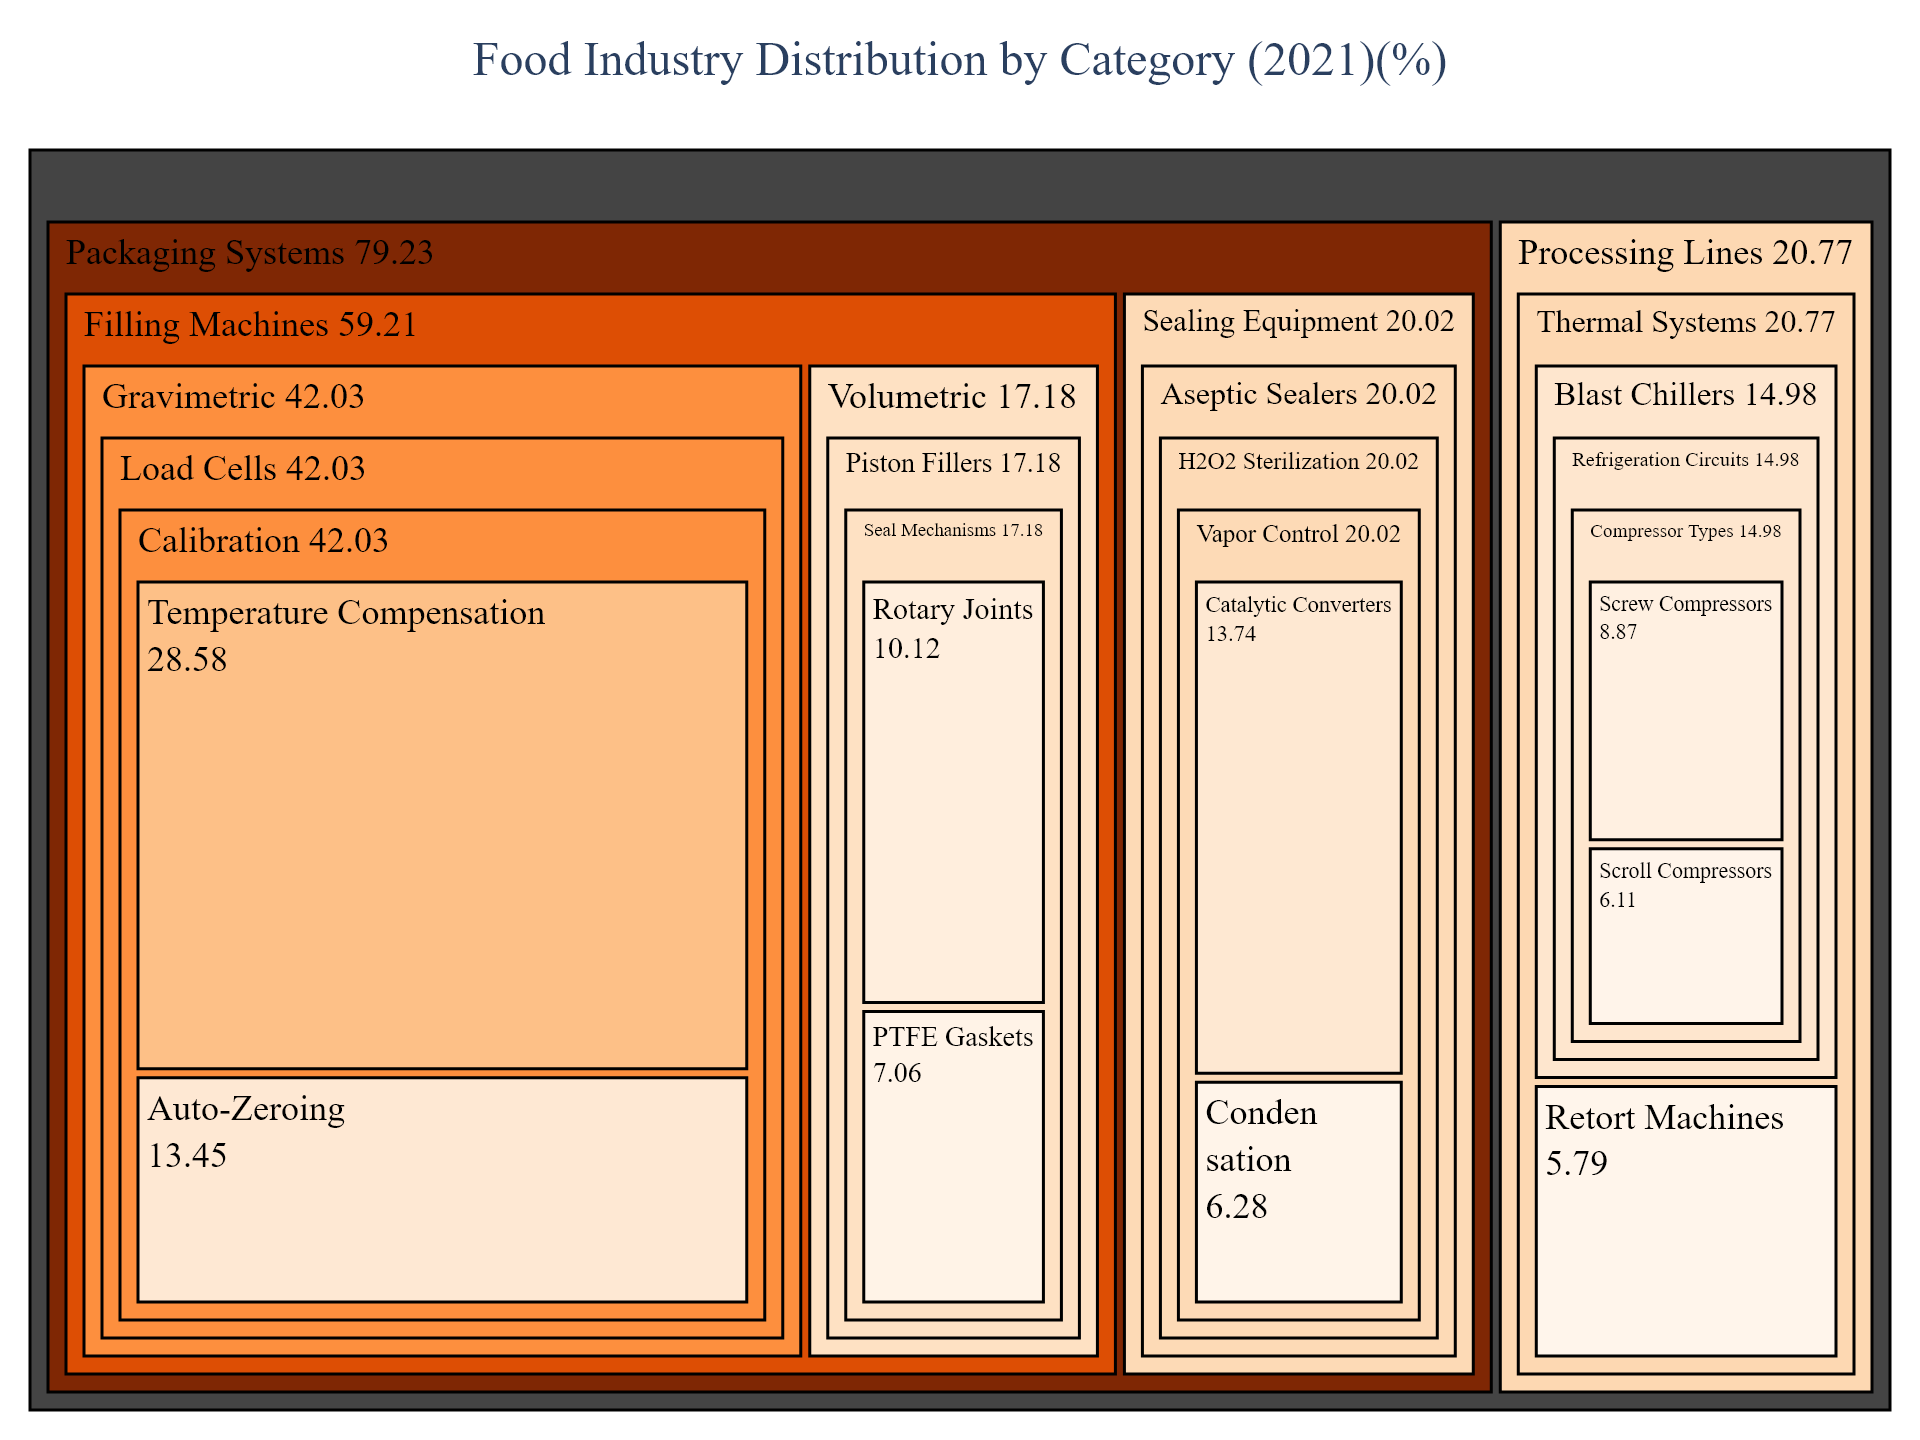 Food Industry Distribution by Category (2021)(%)
Packaging Systems 79.23
Filling Machines 59.21
Gravimetric 42.03
Load Cells 42.03
Calibration 42.03
Temperature Compensation
28.58
Auto-Zeroing
13.45
Volumetric 17.18
Piston Fillers 17.18
Seal Mechanisms 17.18
Rotary Joints
10.12
PTFE Gaskets
7.06
Sealing Equipment 20.02
Aseptic Sealers 20.02
H2O2 Sterilization 20.02
Vapor Control 20.02
Catalytic Converters
13.74
Conden
sation
6.28
Processing Lines 20.77
Thermal Systems 20.77
Blast Chillers 14.98
Refrigeration Circuits 14.98
Compressor Types 14.98
Screw Compressors
8.87
Scroll Compressors
6.11
Retort Machines
5.79